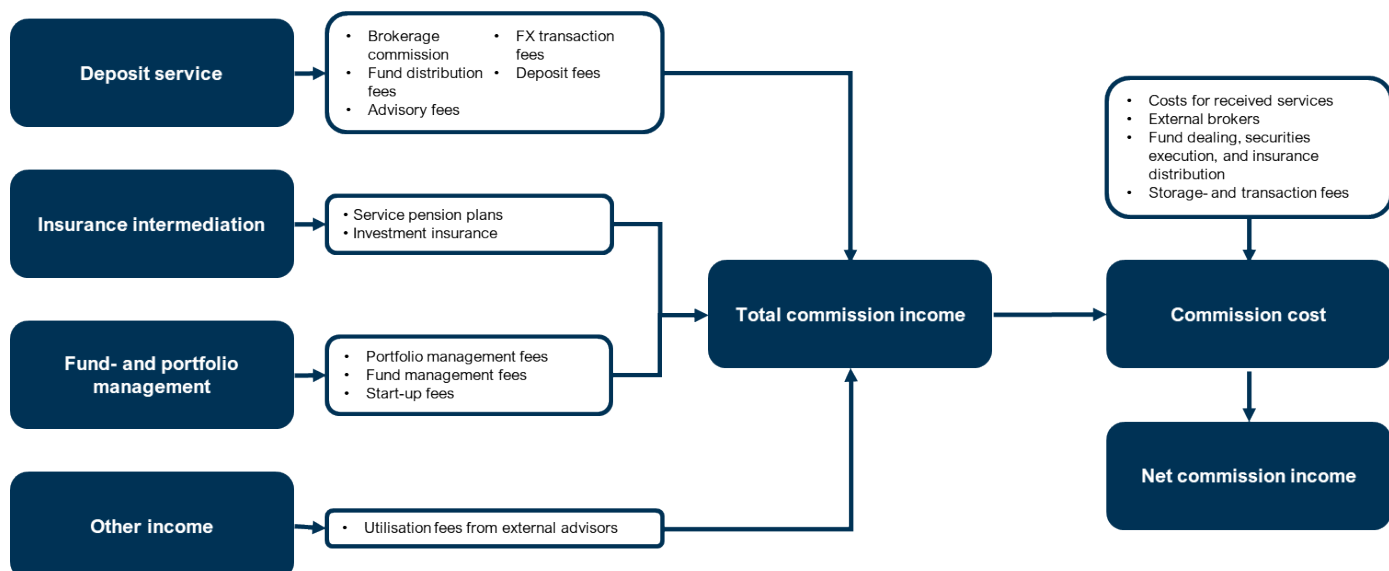 Deposit service
• Brokerage
commission
• Fund distribution
fees
• Advisory fees
• FX transaction
fees
• Deposit fees
Insurance intermediation
• Service pension plans
• Investment insurance
Fund- and portfolio
management
• Portfolio management fees
• Fund management fees
• Start-up fees
Other income
• Utilisation fees from external advisors
Total commission income
• Costs for received services
• External brokers
• Fund dealing, securities
execution, and insurance
distribution
• Storage- and transaction fees
Commission cost
Net commission income